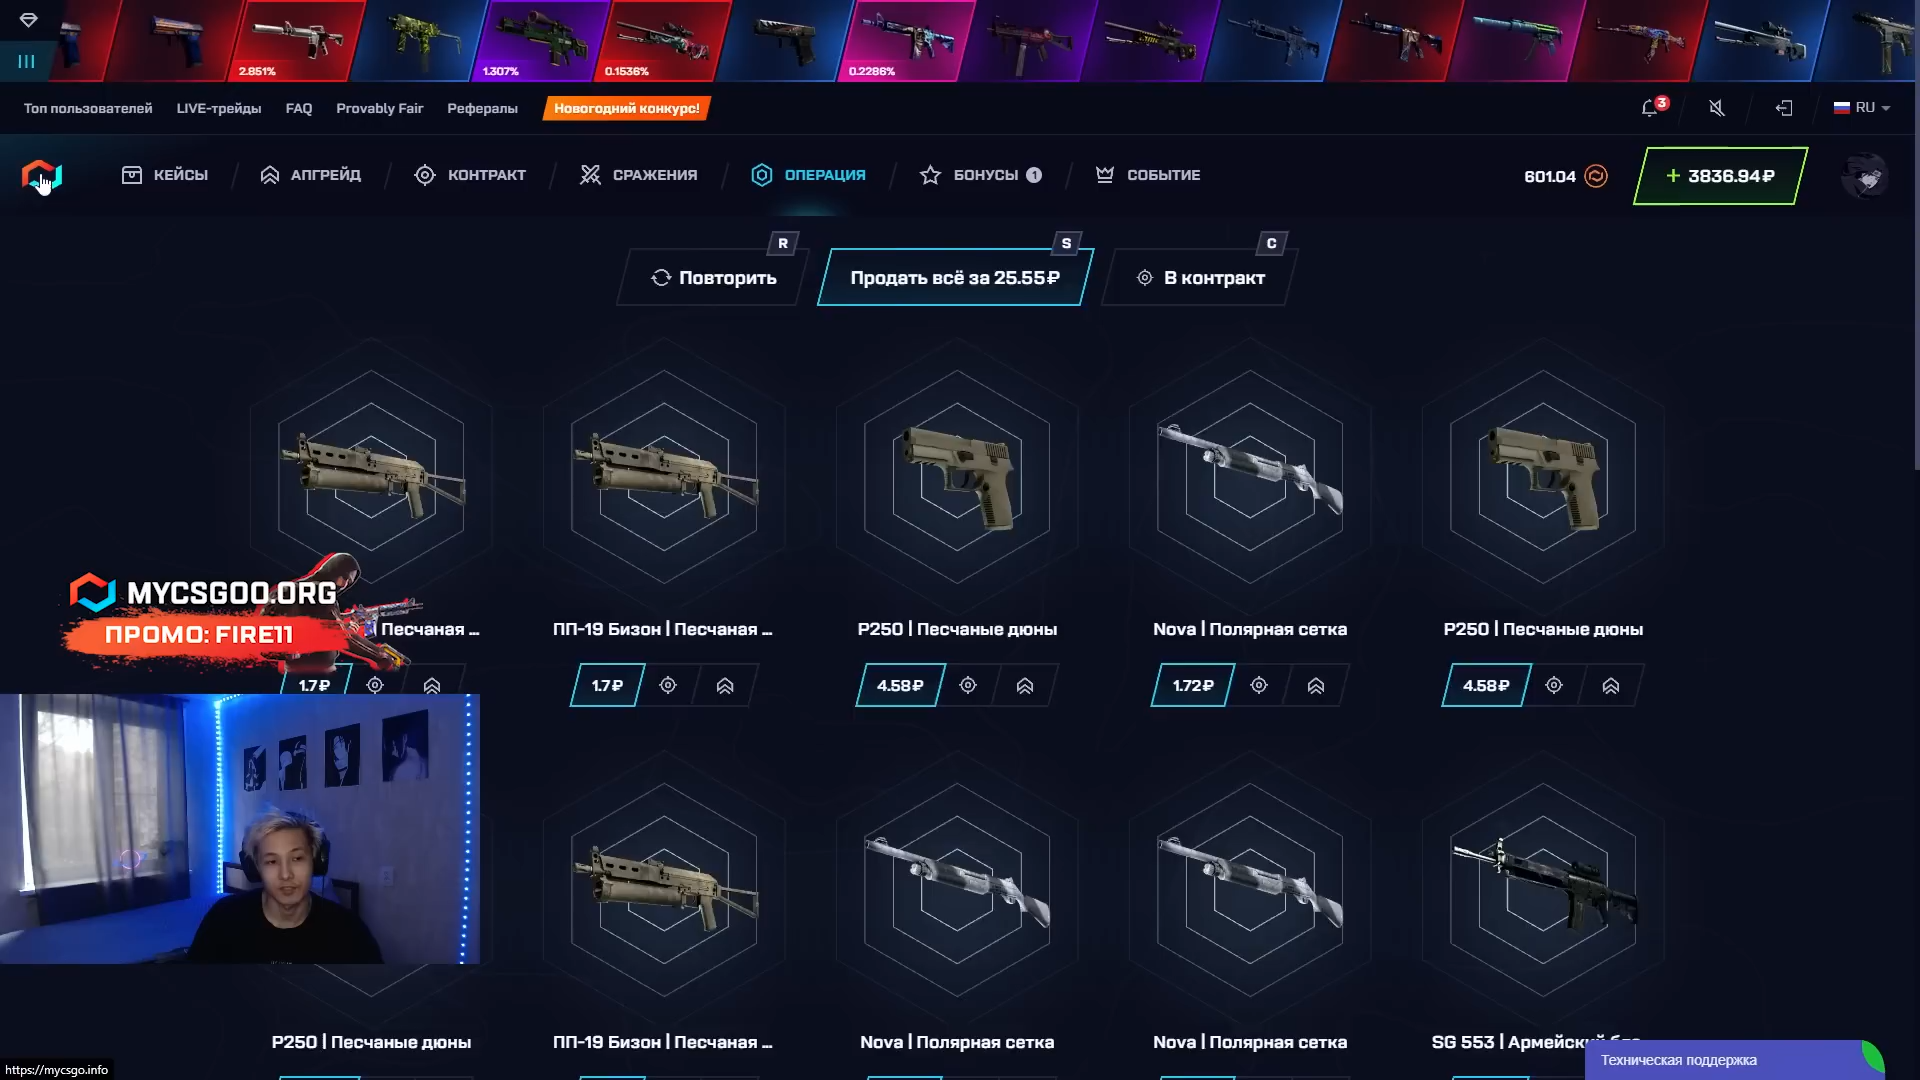 2.851%
1.307%
0.1536%
0.2286%
Топ пользователей LIVE-трейды FAQ Provably Fair Рефералы Новогодний конкурс! 3 RU
КЕЙСЫ АПГРЕЙД КОНТРАКТ СРАЖЕНИЯ ОПЕРАЦИЯ БОНУСЫ 1 СОБЫТИЕ 601.04 + 3836.94₽
R S C
Повторить Продать всё за 25.55₽ В контракт
MYCSGOO.ORG
ПРОМО: FIRE11
Песчаная ... ПП-19 Бизон | Песчаная ... P250 | Песчаные дюны Nova | Полярная сетка P250 | Песчаные дюны
1.7₽ 1.7₽ 4.58₽ 1.72₽ 4.58₽
P250 | Песчаные дюны ПП-19 Бизон | Песчаная ... Nova | Полярная сетка Nova | Полярная сетка SG 553 | Армейский
Техническая поддержка
https://mycsgo.info